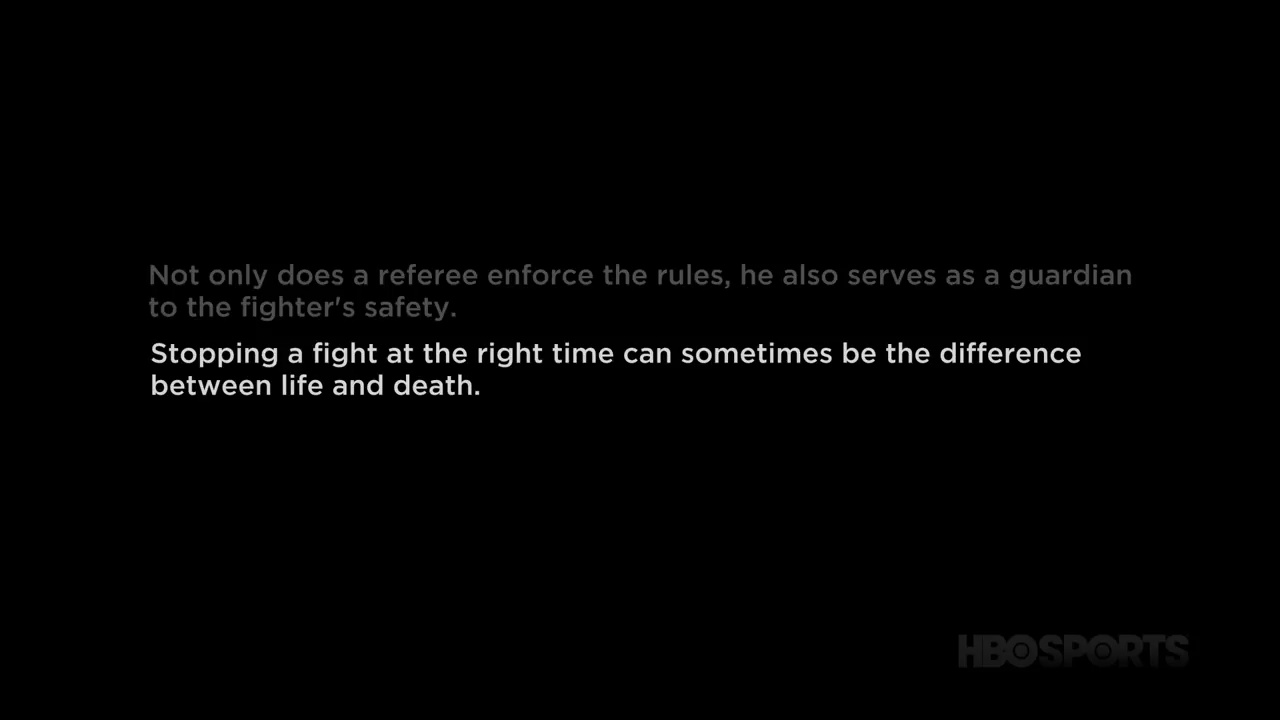 Not only does a referee enforce the rules, he also serves as a guardian
to the fighter's safety.
Stopping a fight at the right time can sometimes be the difference
between life and death.
HBOSPORTS